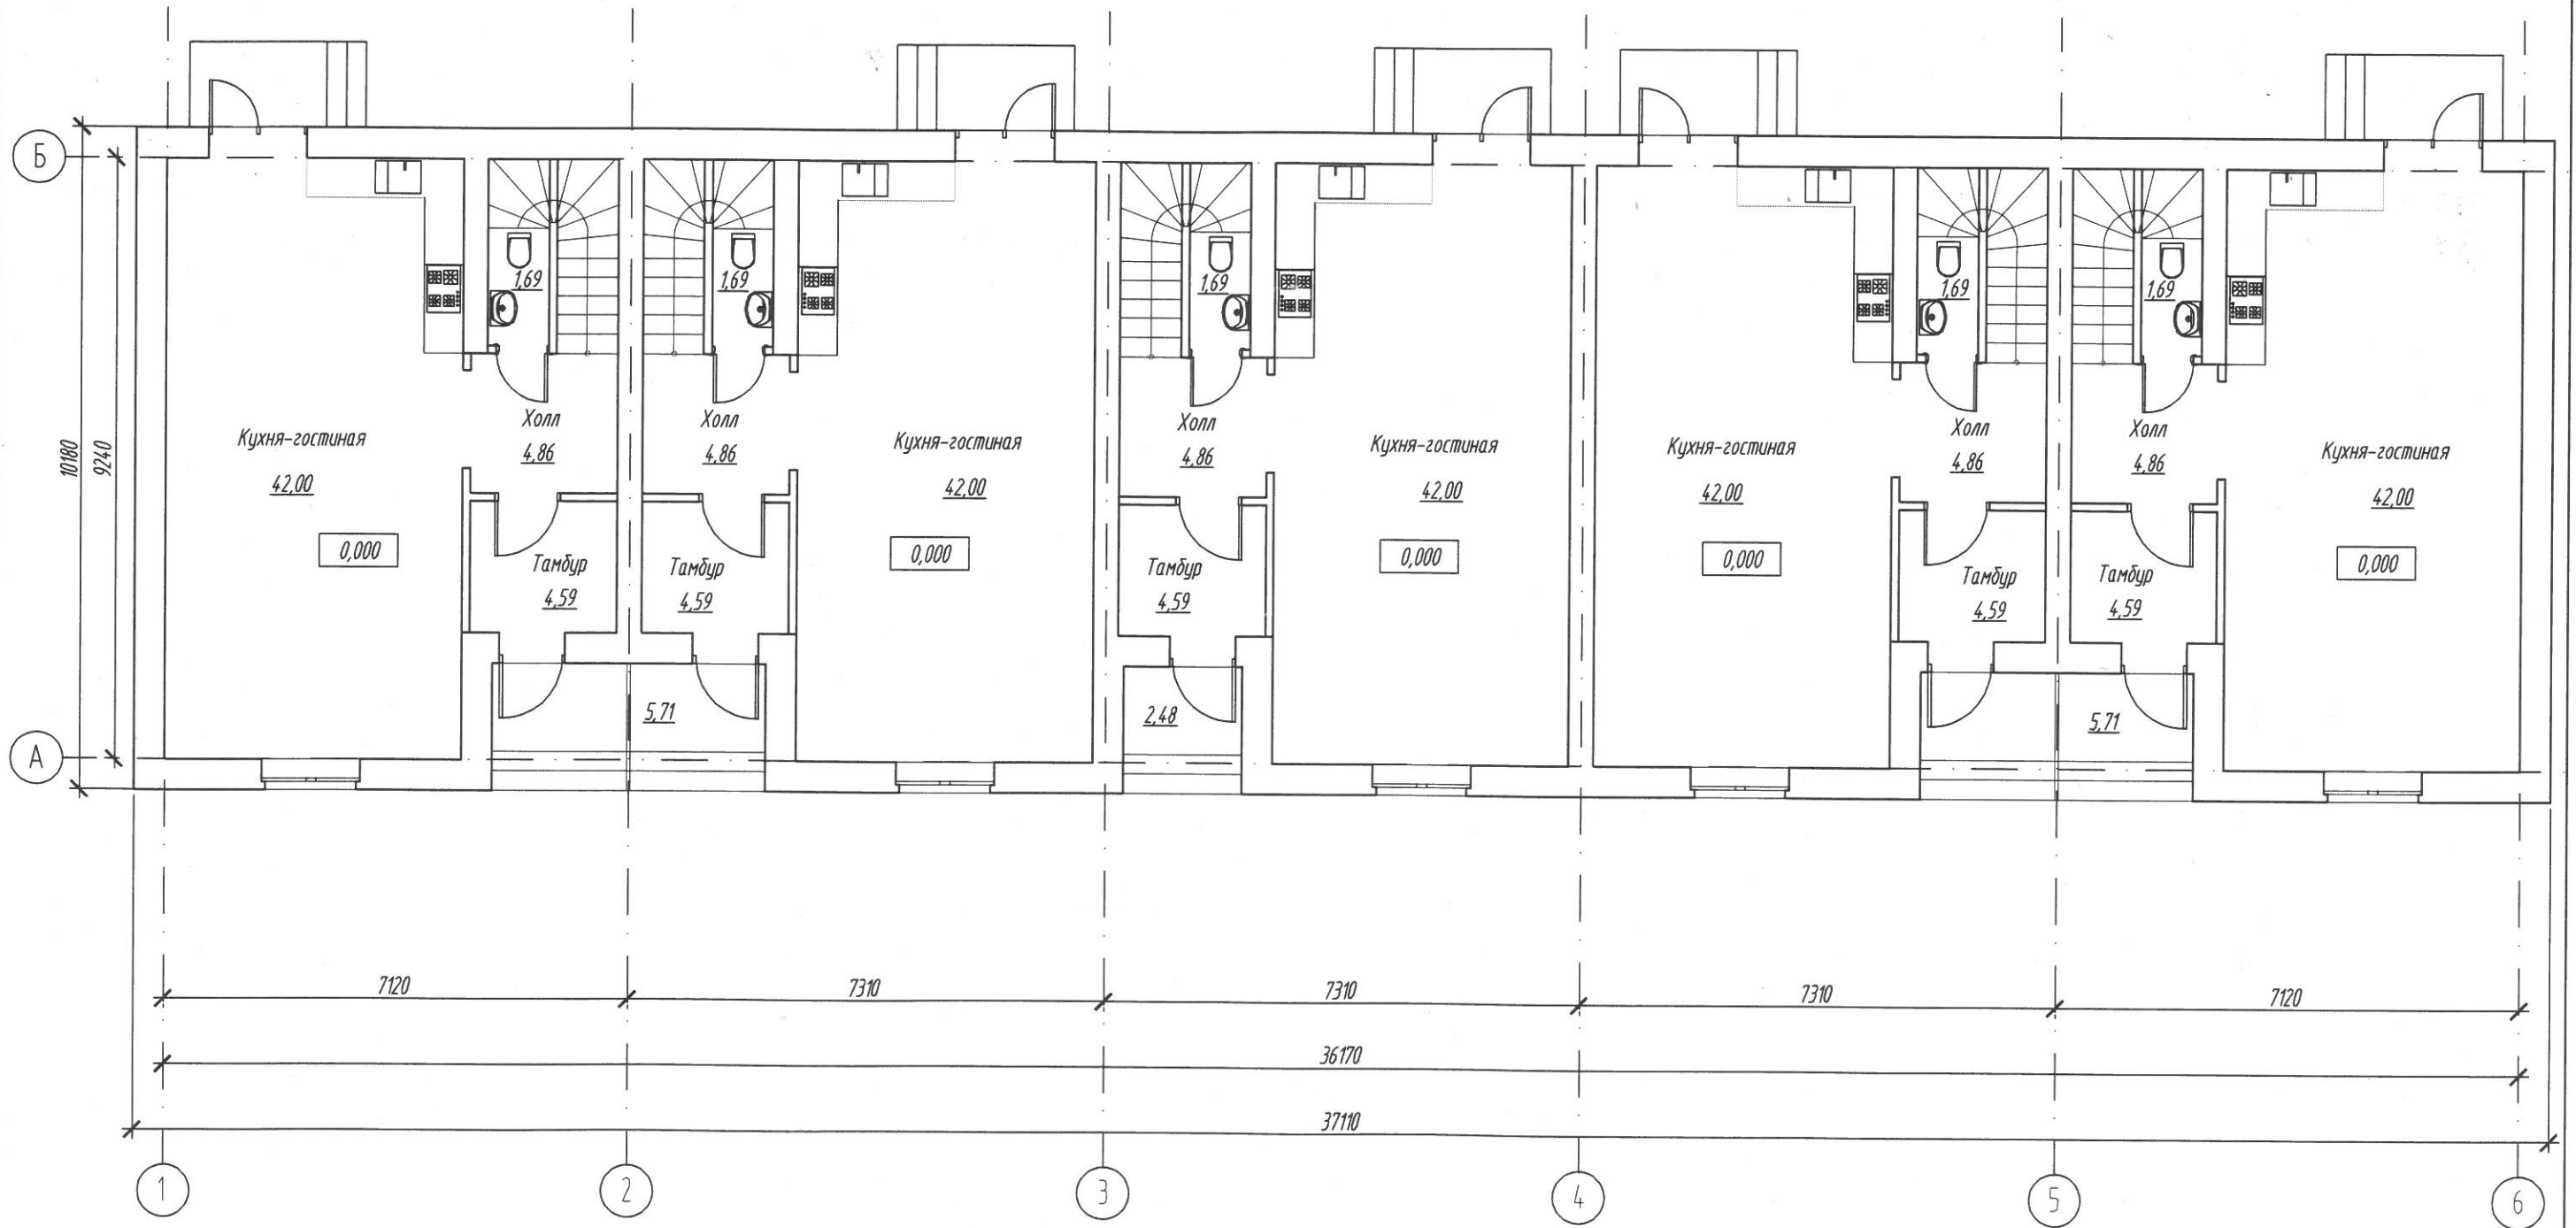 Б
А
10180
9240
1,69
1,69
1,69
1,69
1,69
Холл
4,86
Холл
4,86
Холл
4,86
Холл
4,86
Холл
4,86
Кухня-гостиная
42,00
0,000
Кухня-гостиная
42,00
0,000
Кухня-гостиная
42,00
0,000
Кухня-гостиная
42,00
0,000
Кухня-гостиная
42,00
0,000
Тамбур
4,59
Тамбур
4,59
Тамбур
4,59
Тамбур
4,59
Тамбур
4,59
5,71
2,48
5,71
7120
7310
7310
7310
7120
36170
37110
1
2
3
4
5
6